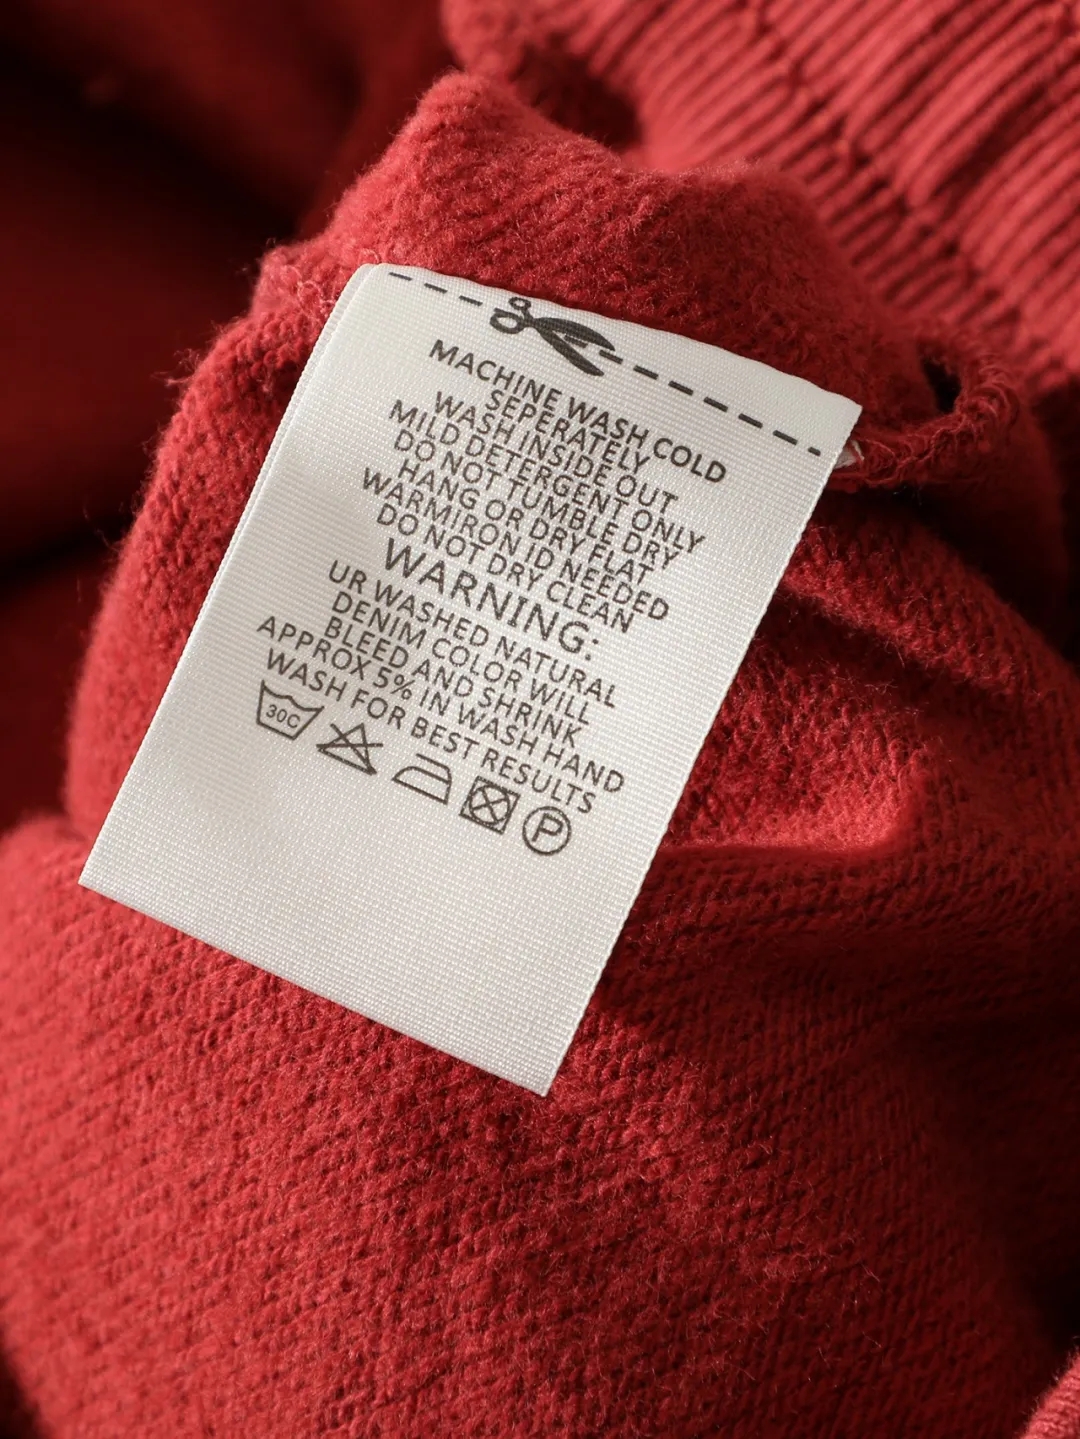 MACHINE WASH COLD
SEPERATELY
WASH INSIDE OUT
MILD DETERGENT ONLY
DO NOT TUMBLE DRY
HANG OR DRY FLAT
WARMIRON ID NEEDED
DO NOT DRY CLEAN
WARNING:
UR WASHED NATURAL
DENIM COLOR WILL
BLEED AND SHRINK
APPROX 5% IN WASH HAND
WASH FOR BEST RESULTS
30C P